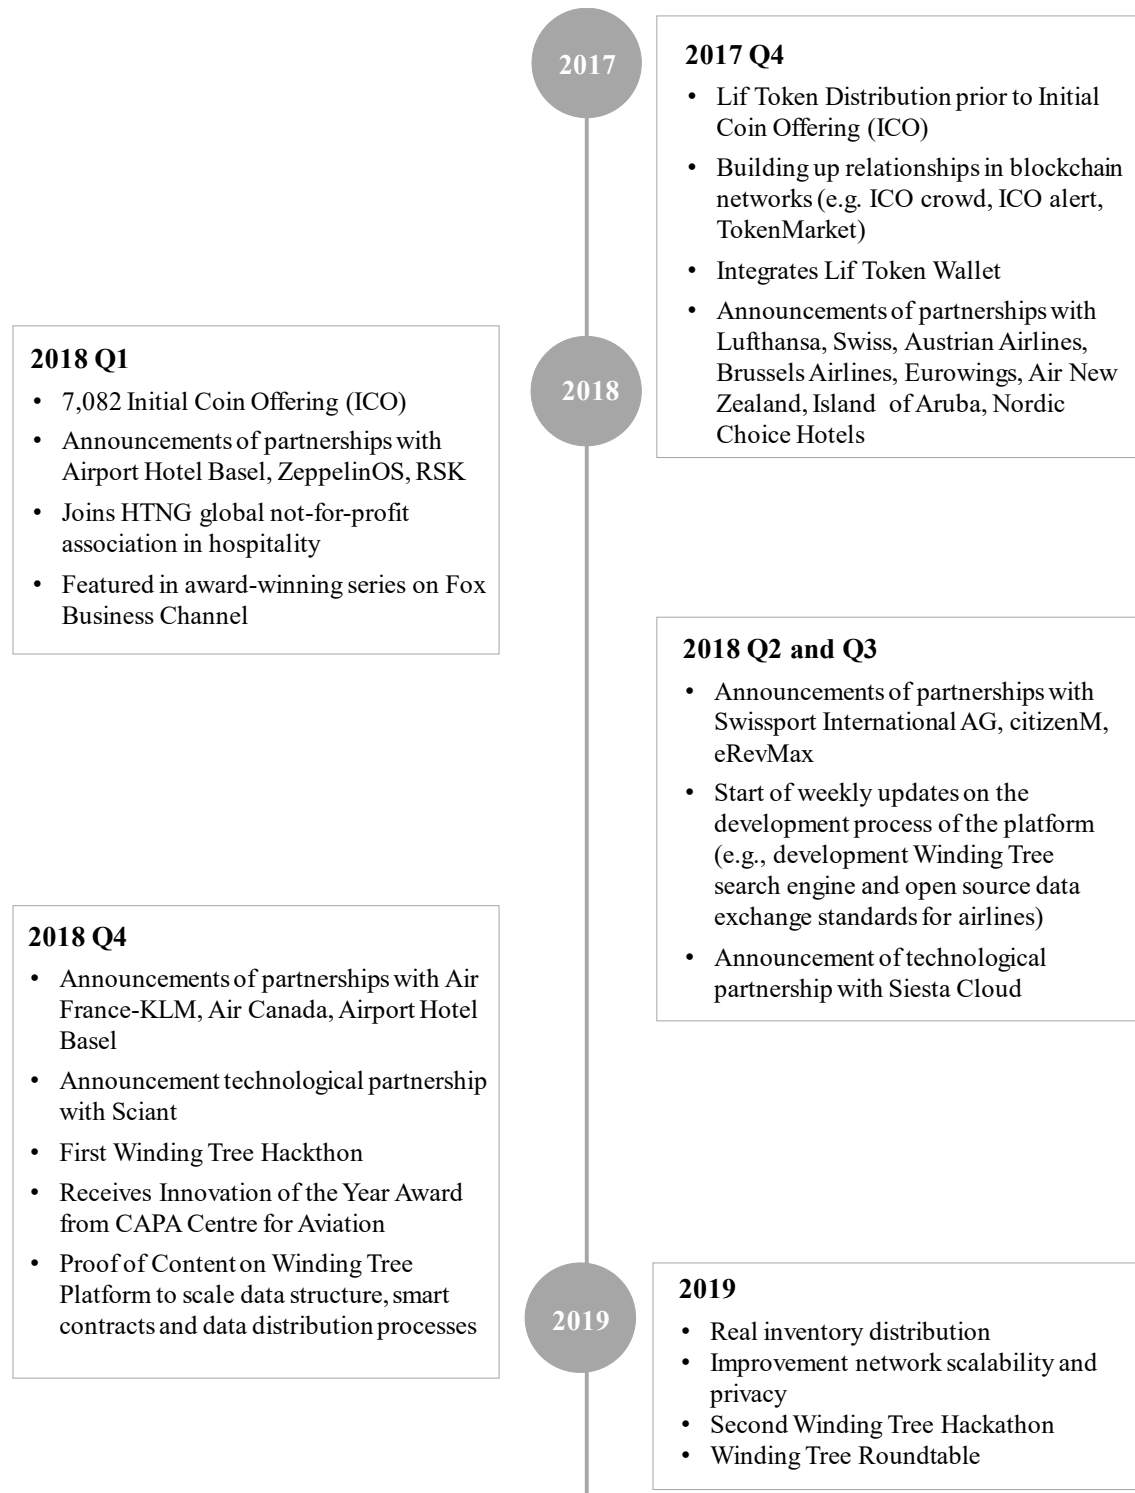 2017
2017 Q4
• Lif Token Distribution prior to Initial
Coin Offering (ICO)
• Building up relationships in blockchain
networks (e.g. ICO crowd, ICO alert,
TokenMarket)
• Integrates Lif Token Wallet
• Announcements of partnerships with
Lufthansa, Swiss, Austrian Airlines,
Brussels Airlines, Eurowings, Air New
Zealand, Island of Aruba, Nordic
Choice Hotels
2018
2018 Q1
• 7,082 Initial Coin Offering (ICO)
• Announcements of partnerships with
Airport Hotel Basel, ZeppelinOS, RSK
• Joins HTNG global not-for-profit
association in hospitality
• Featured in award-winning series on Fox
Business Channel
2018 Q2 and Q3
• Announcements of partnerships with
Swissport International AG, citizenM,
eRevMax
• Start of weekly updates on the
development process of the platform
(e.g., development Winding Tree
search engine and open source data
exchange standards for airlines)
• Announcement of technological
partnership with Siesta Cloud
2018 Q4
• Announcements of partnerships with Air
France-KLM, Air Canada, Airport Hotel
Basel
• Announcement technological partnership
with Sciant
• First Winding Tree Hackthon
• Receives Innovation of the Year Award
from CAPA Centre for Aviation
• Proof of Content on Winding Tree
Platform to scale data structure, smart
contracts and data distribution processes
2019
2019
• Real inventory distribution
• Improvement network scalability and
privacy
• Second Winding Tree Hackathon
• Winding Tree Roundtable